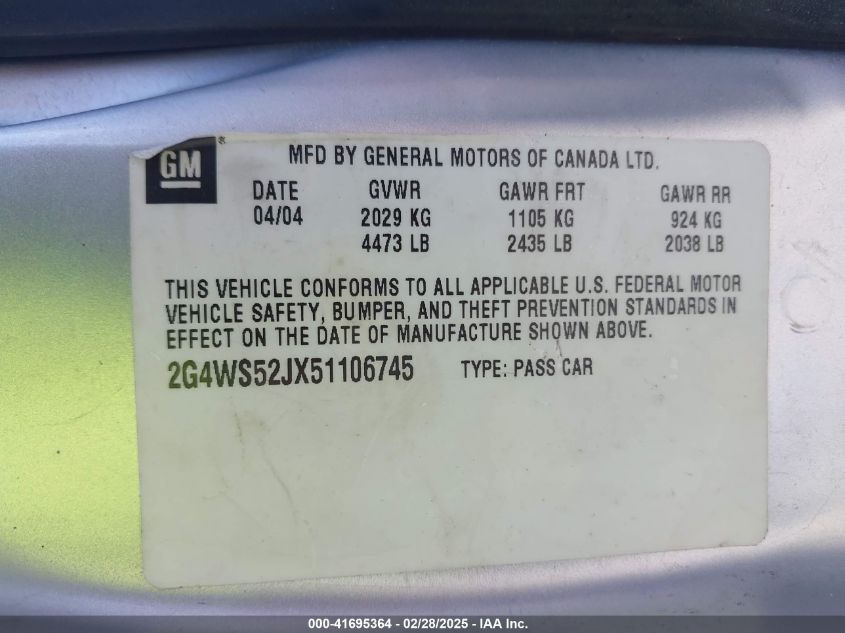 GM ®
MFD BY GENERAL MOTORS OF CANADA LTD.
DATE GVWR GAWR FRT GAWR RR
04/04 2029 KG 1105 KG 924 KG
4473 LB 2435 LB 2038 LB
THIS VEHICLE CONFORMS TO ALL APPLICABLE U.S. FEDERAL MOTOR
VEHICLE SAFETY, BUMPER, AND THEFT PREVENTION STANDARDS IN
EFFECT ON THE DATE OF MANUFACTURE SHOWN ABOVE.
2G4WS52JX51106745 TYPE: PASS CAR
000-41695364 - 02/28/2025 - IAA Inc.